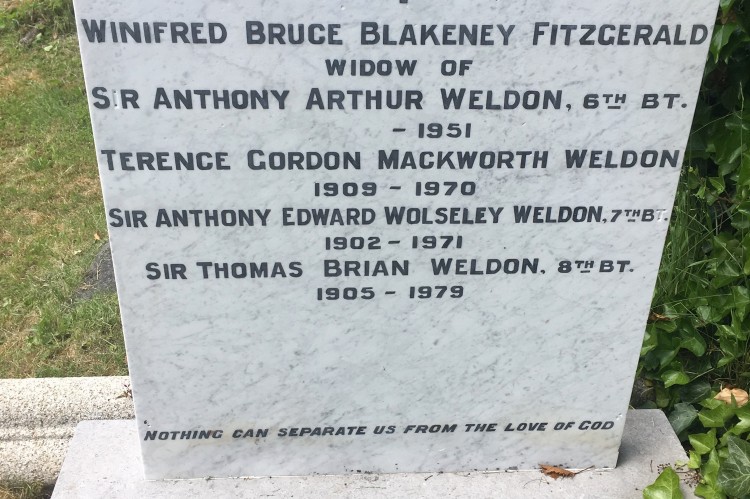 WINIFRED BRUCE BLAKENEY FITZGERALD
WIDOW OF
SIR ANTHONY ARTHUR WELDON, 6TH BT.
- 1951
TERENCE GORDON MACKWORTH WELDON
1909 - 1970
SIR ANTHONY EDWARD WOLSELEY WELDON, 7TH BT.
1902 - 1971
SIR THOMAS BRIAN WELDON, 8TH BT.
1905 - 1979
NOTHING CAN SEPARATE US FROM THE LOVE OF GOD